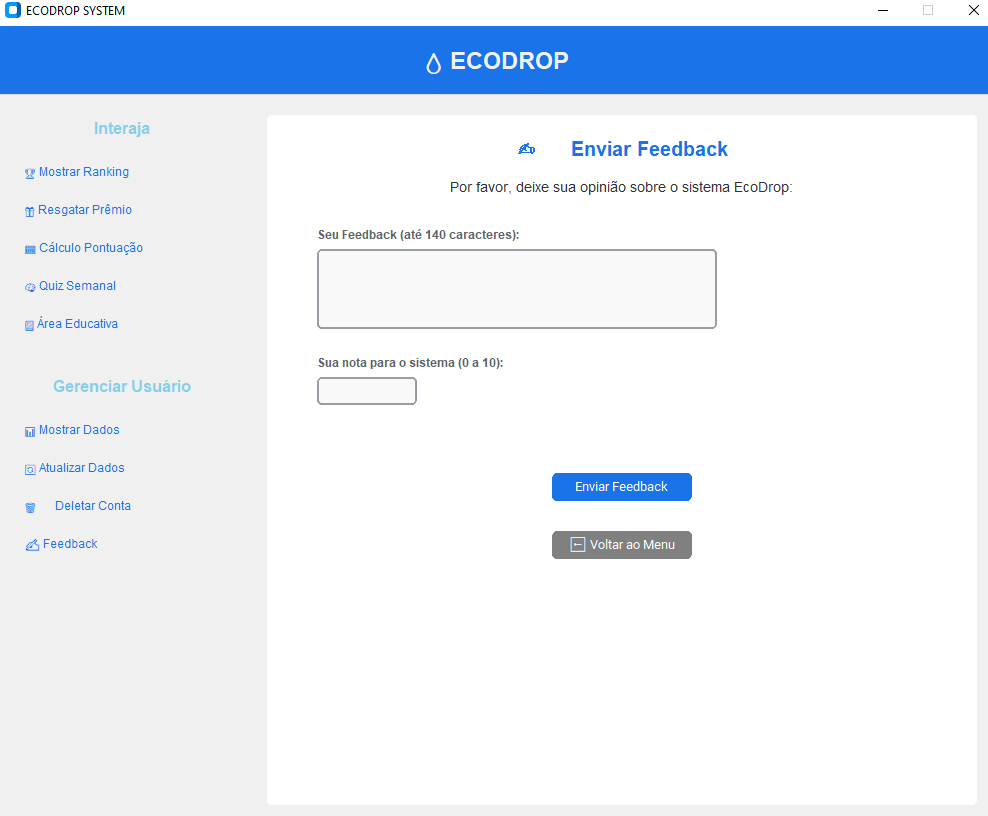 ECODROP SYSTEM
ECODROP
Interaja
Mostrar Ranking
Resgatar Prêmio
Cálculo Pontuação
Quiz Semanal
Área Educativa
Gerenciar Usuário
Mostrar Dados
Atualizar Dados
Deletar Conta
Feedback
Enviar Feedback
Por favor, deixe sua opinião sobre o sistema EcoDrop:
Seu Feedback (até 140 caracteres):
Sua nota para o sistema (0 a 10):
Enviar Feedback
Voltar ao Menu